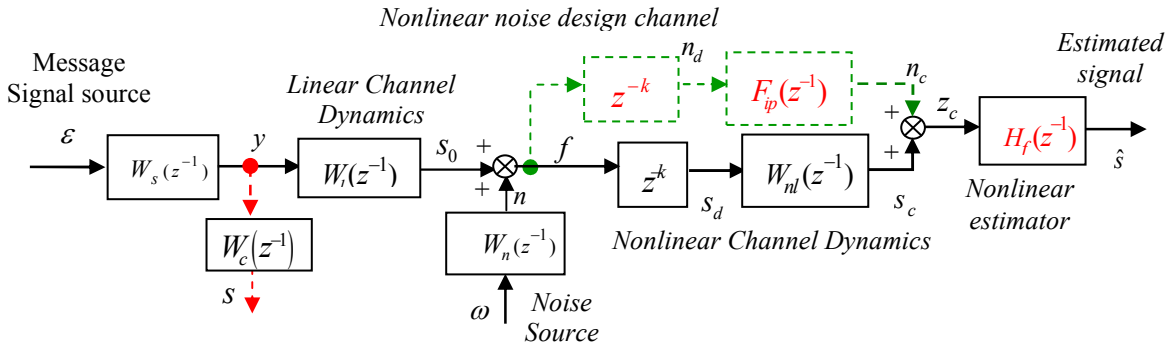 Nonlinear noise design channel
Message
Signal source
ε
W_s(z⁻¹)
y
W_c(z⁻¹)
s
Linear Channel
Dynamics
W_t(z⁻¹)
s₀
+
+
n
W_n(z⁻¹)
ω
Noise
Source
f
z^{-k}
n_d
F_{ip}(z⁻¹)
n_c
z^{-k}
s_d
W_{nl}(z⁻¹)
s_c
Nonlinear Channel Dynamics
+
+
z_c
Estimated
signal
H_f(z⁻¹)
ŝ
Nonlinear
estimator